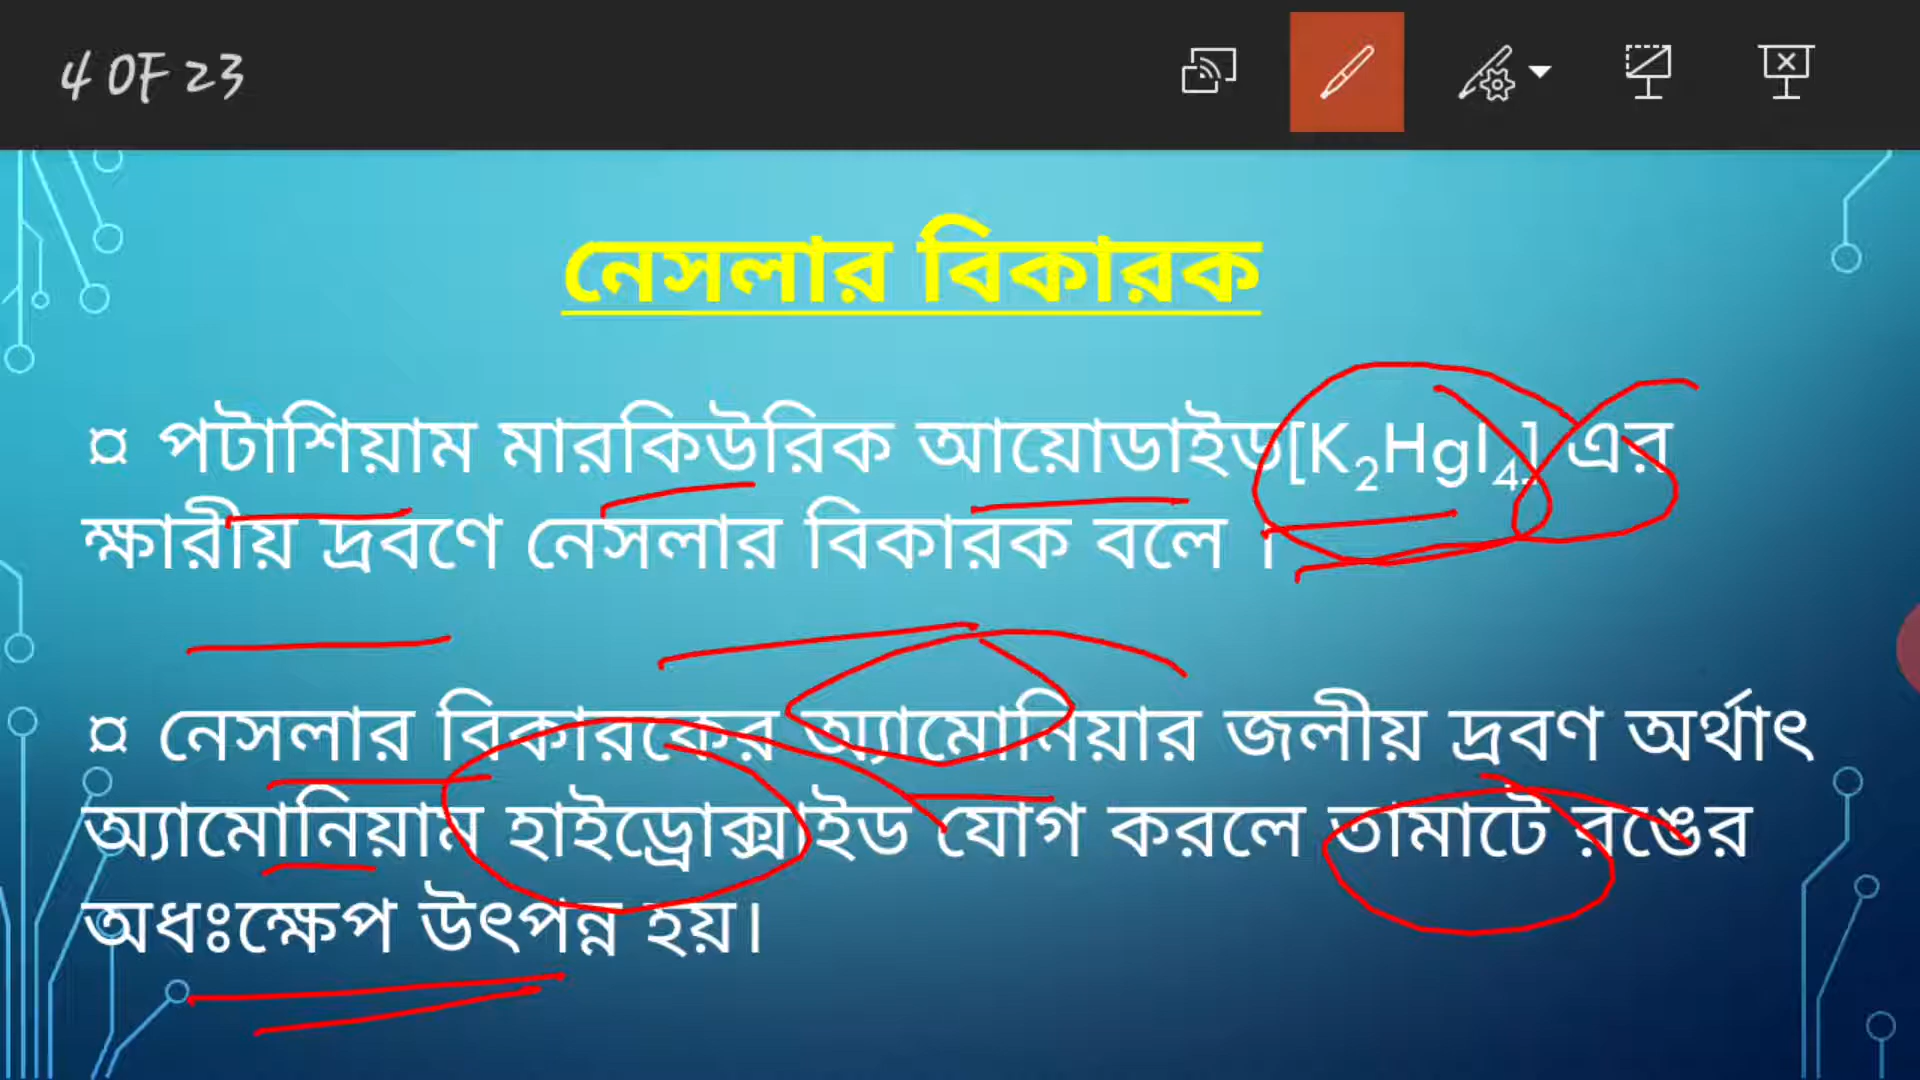 4 OF 23
নেসলার বিকারক
¤ পটাশিয়াম মারকিউরিক আয়োডাইড[K₂HgI₄] এর
ক্ষারীয় দ্রবণে নেসলার বিকারক বলে ।
¤ নেসলার বিকারকের অ্যামোনিয়ার জলীয় দ্রবণ অর্থাৎ
অ্যামোনিয়াম হাইড্রোক্সাইড যোগ করলে তামাটে রঙের
অধঃক্ষেপ উৎপন্ন হয়।